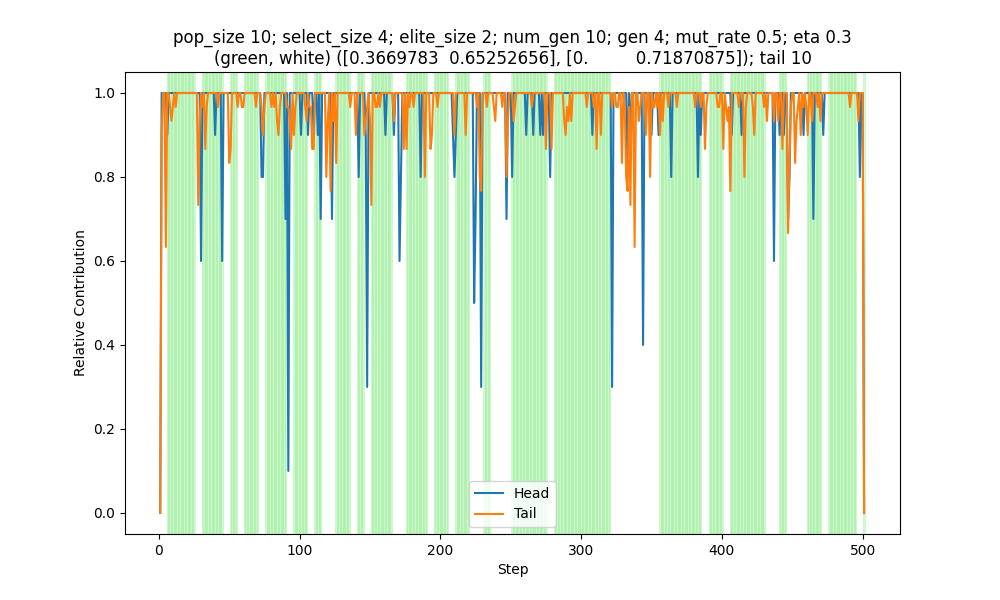 pop_size 10; select_size 4; elite_size 2; num_gen 10; gen 4; mut_rate 0.5; eta 0.3
(green, white) ([0.3669783  0.65252656], [0.         0.71870875]); tail 10
1.0
0.8
0.6
0.4
0.2
0.0
Relative Contribution
Head
Tail
0 100 200 300 400 500
Step